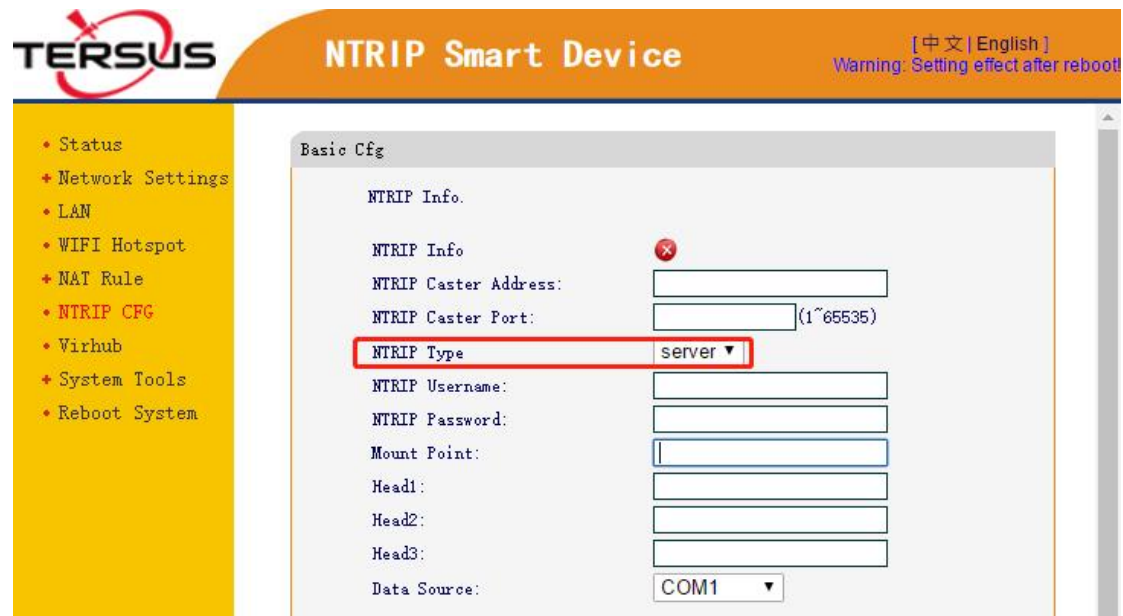 TERSUS
NTRIP Smart Device
[ 中文 | English ]
Warning: Setting effect after reboot!
Status
Network Settings
LAN
WIFI Hotspot
NAT Rule
NTRIP CFG
Virhub
System Tools
Reboot System
Basic Cfg
NTRIP Info.
NTRIP Info
NTRIP Caster Address:
NTRIP Caster Port: (1~65535)
NTRIP Type server
NTRIP Username:
NTRIP Password:
Mount Point:
Head1:
Head2:
Head3:
Data Source: COM1